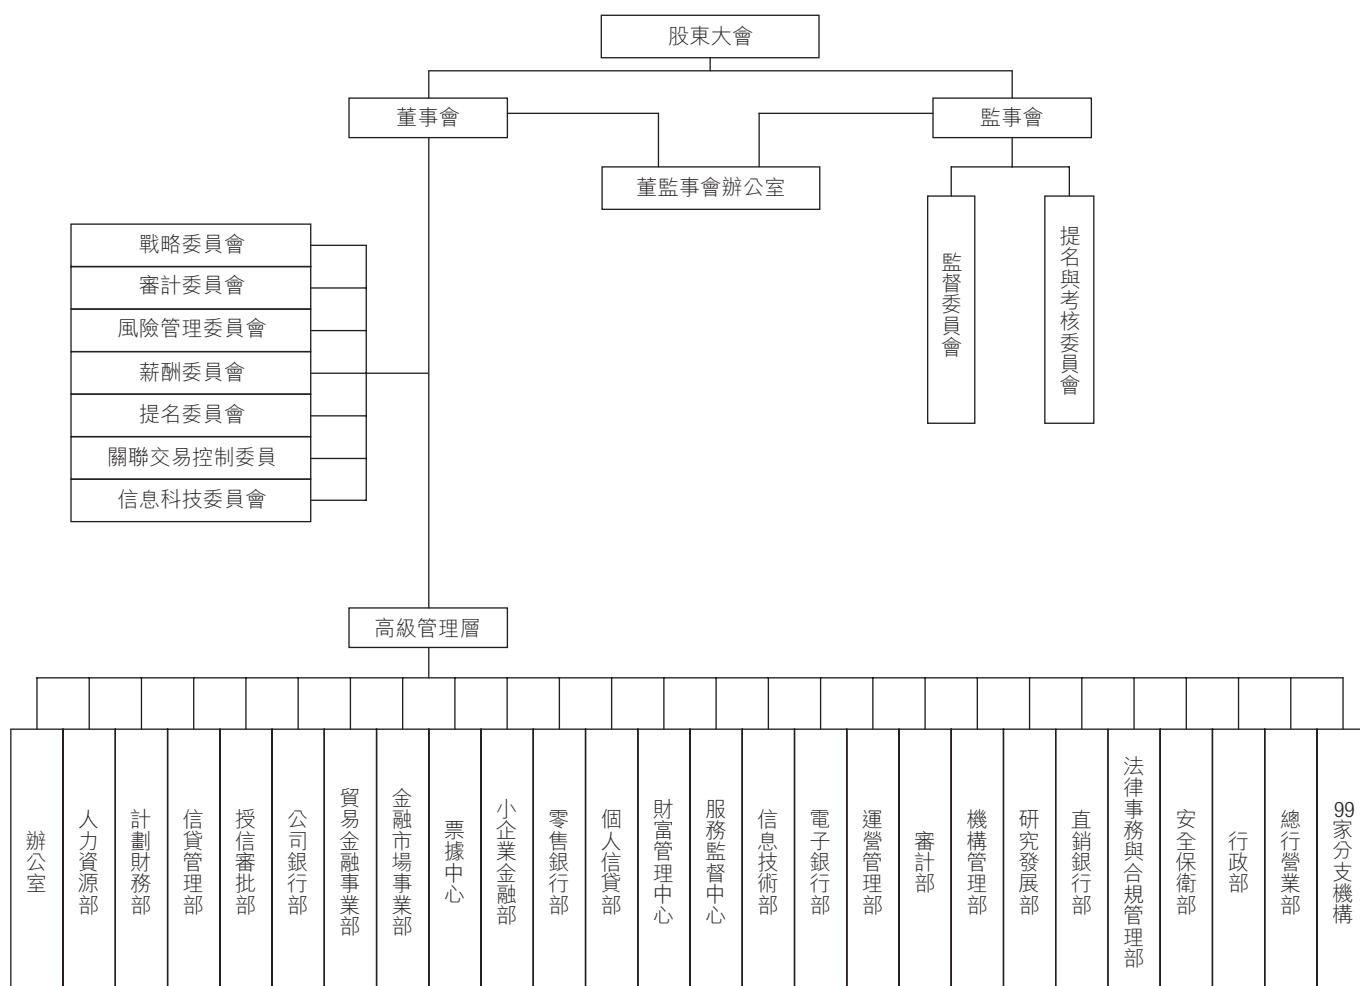 股東大會
董事會
監事會
董監事會辦公室
監督委員會
提名與考核委員會
戰略委員會
審計委員會
風險管理委員會
薪酬委員會
提名委員會
關聯交易控制委員
信息科技委員會
高級管理層
辦公室
人力資源部
計劃財務部
信貸管理部
授信審批部
公司銀行部
貿易金融事業部
金融市場事業部
票據中心
小企業金融部
零售銀行部
個人信貸部
財富管理中心
服務監督中心
信息技術部
電子銀行部
運營管理部
審計部
機構管理部
研究發展部
直銷銀行部
法律事務與合規管理部
安全保衛部
行政部
總行營業部
99家分支機構